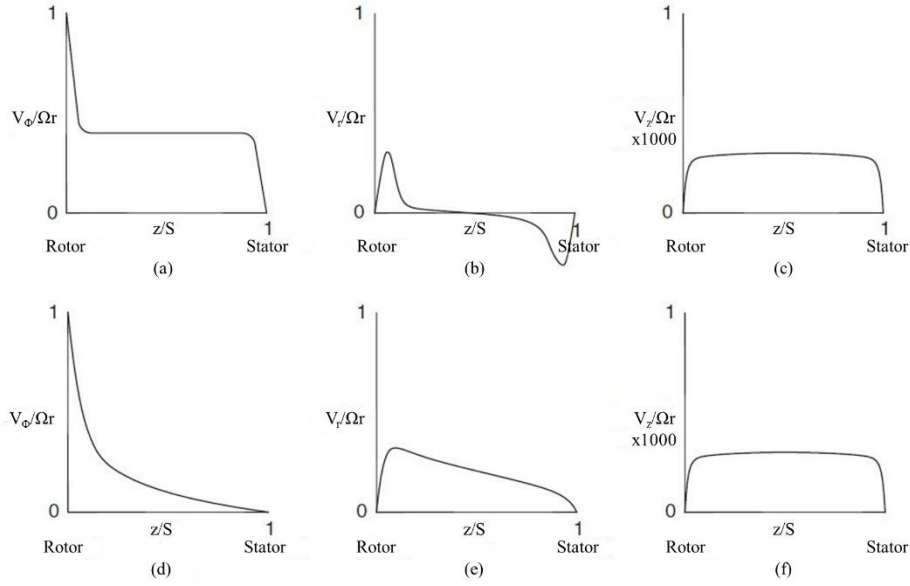 1
V_Φ/Ωr
0
z/S
1
Rotor
Stator
(a)
1
V_r/Ωr
0
z/S
1
Rotor
Stator
(b)
1
V_z/Ωr
x1000
0
z/S
1
Rotor
Stator
(c)
1
V_Φ/Ωr
0
z/S
1
Rotor
Stator
(d)
1
V_r/Ωr
0
z/S
1
Rotor
Stator
(e)
1
V_z/Ωr
x1000
0
z/S
1
Rotor
Stator
(f)